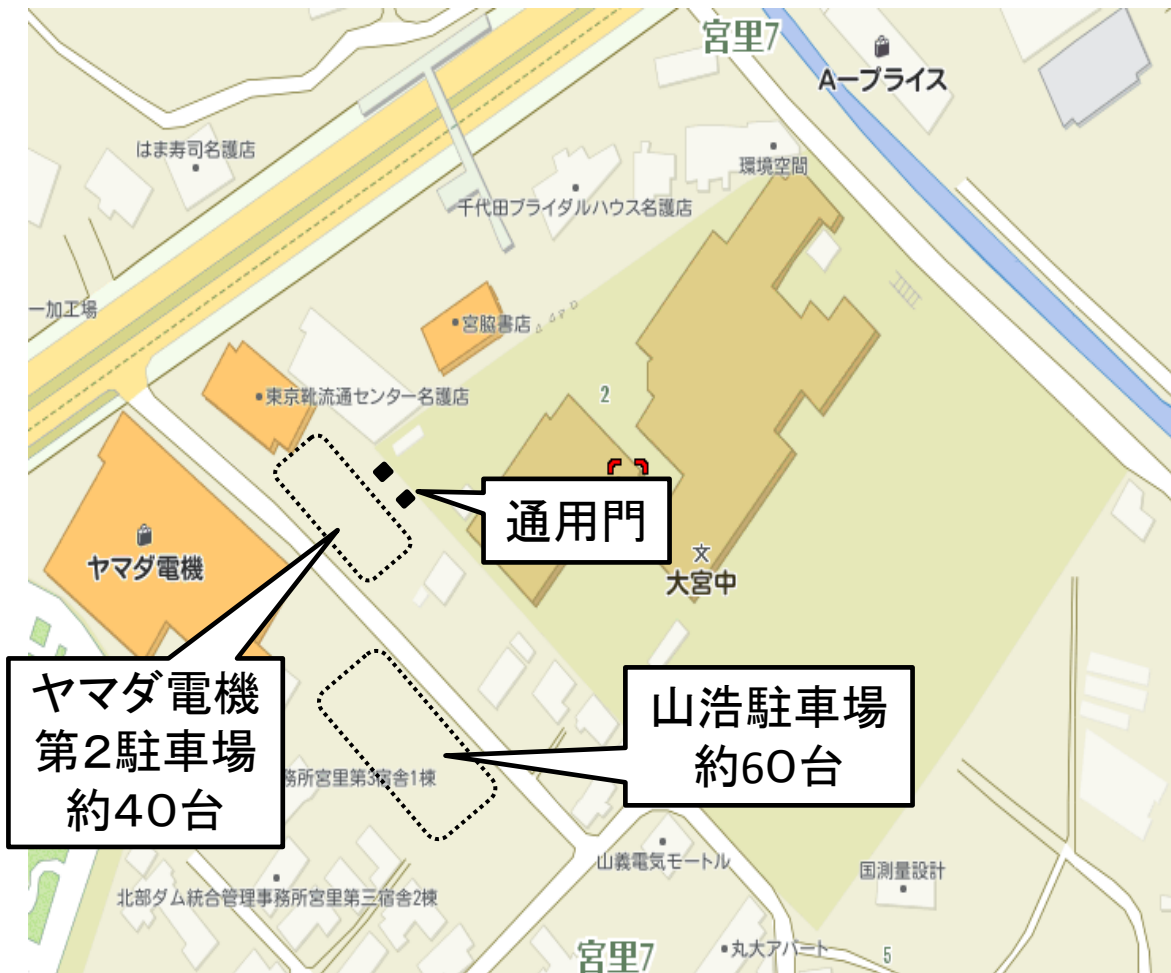 宮里7
A-プライス
はま寿司名護店
環境空間
千代田ブライダルハウス名護店
一加工場
宮脇書店
東京靴流通センター名護店
2
通用門
ヤマダ電機
文
大宮中
ヤマダ電機
第2駐車場
約40台
山浩駐車場
約60台
務所宮里第3宿舎1棟
山義電気モートル
国測量設計
北部ダム統合管理事務所宮里第三宿舎2棟
宮里7
丸大アパート
5